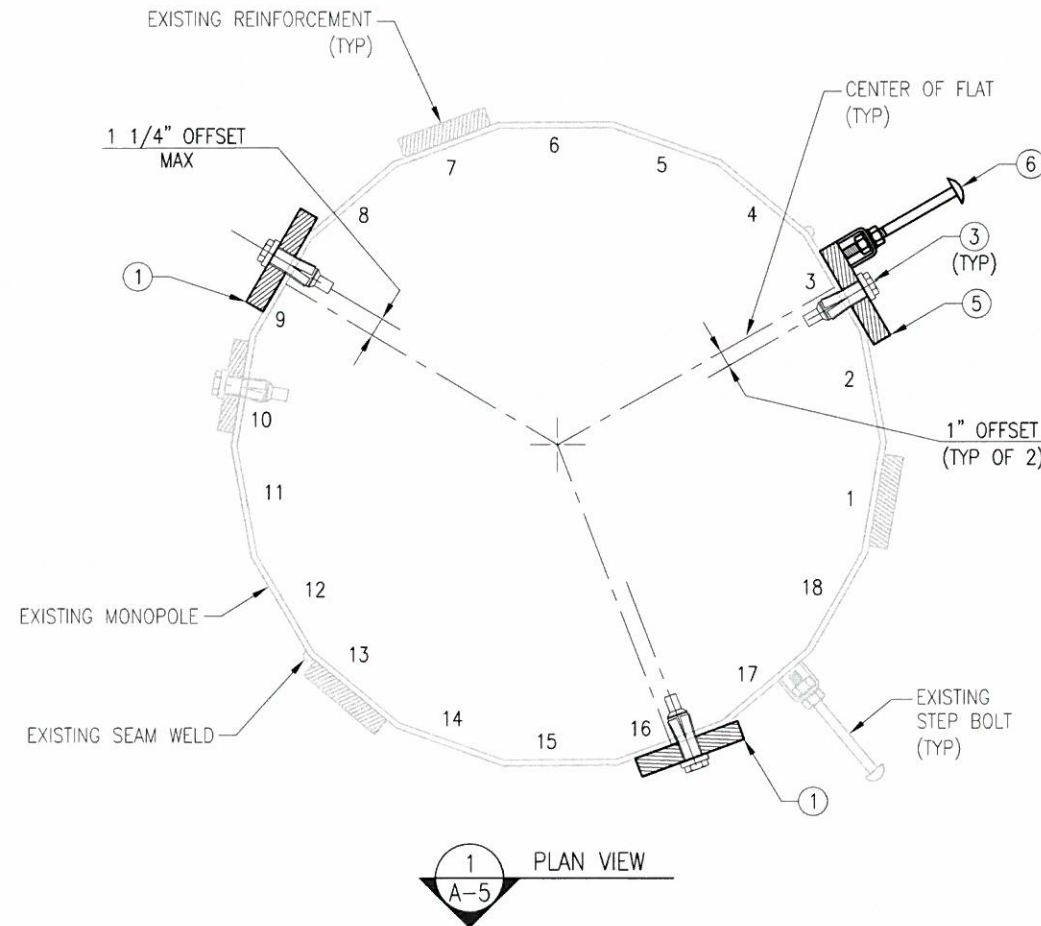 EXISTING REINFORCEMENT
(TYP)
CENTER OF FLAT
(TYP)
1 1/4" OFFSET
MAX
6
7
6
5
8
4
3
(TYP)
1
3
5
9
2
10
1" OFFSET
(TYP OF 2)
11
1
12
18
EXISTING MONOPOLE
13
17
14
16
EXISTING
STEP BOLT
(TYP)
EXISTING SEAM WELD
15
1
1
A-5
PLAN VIEW